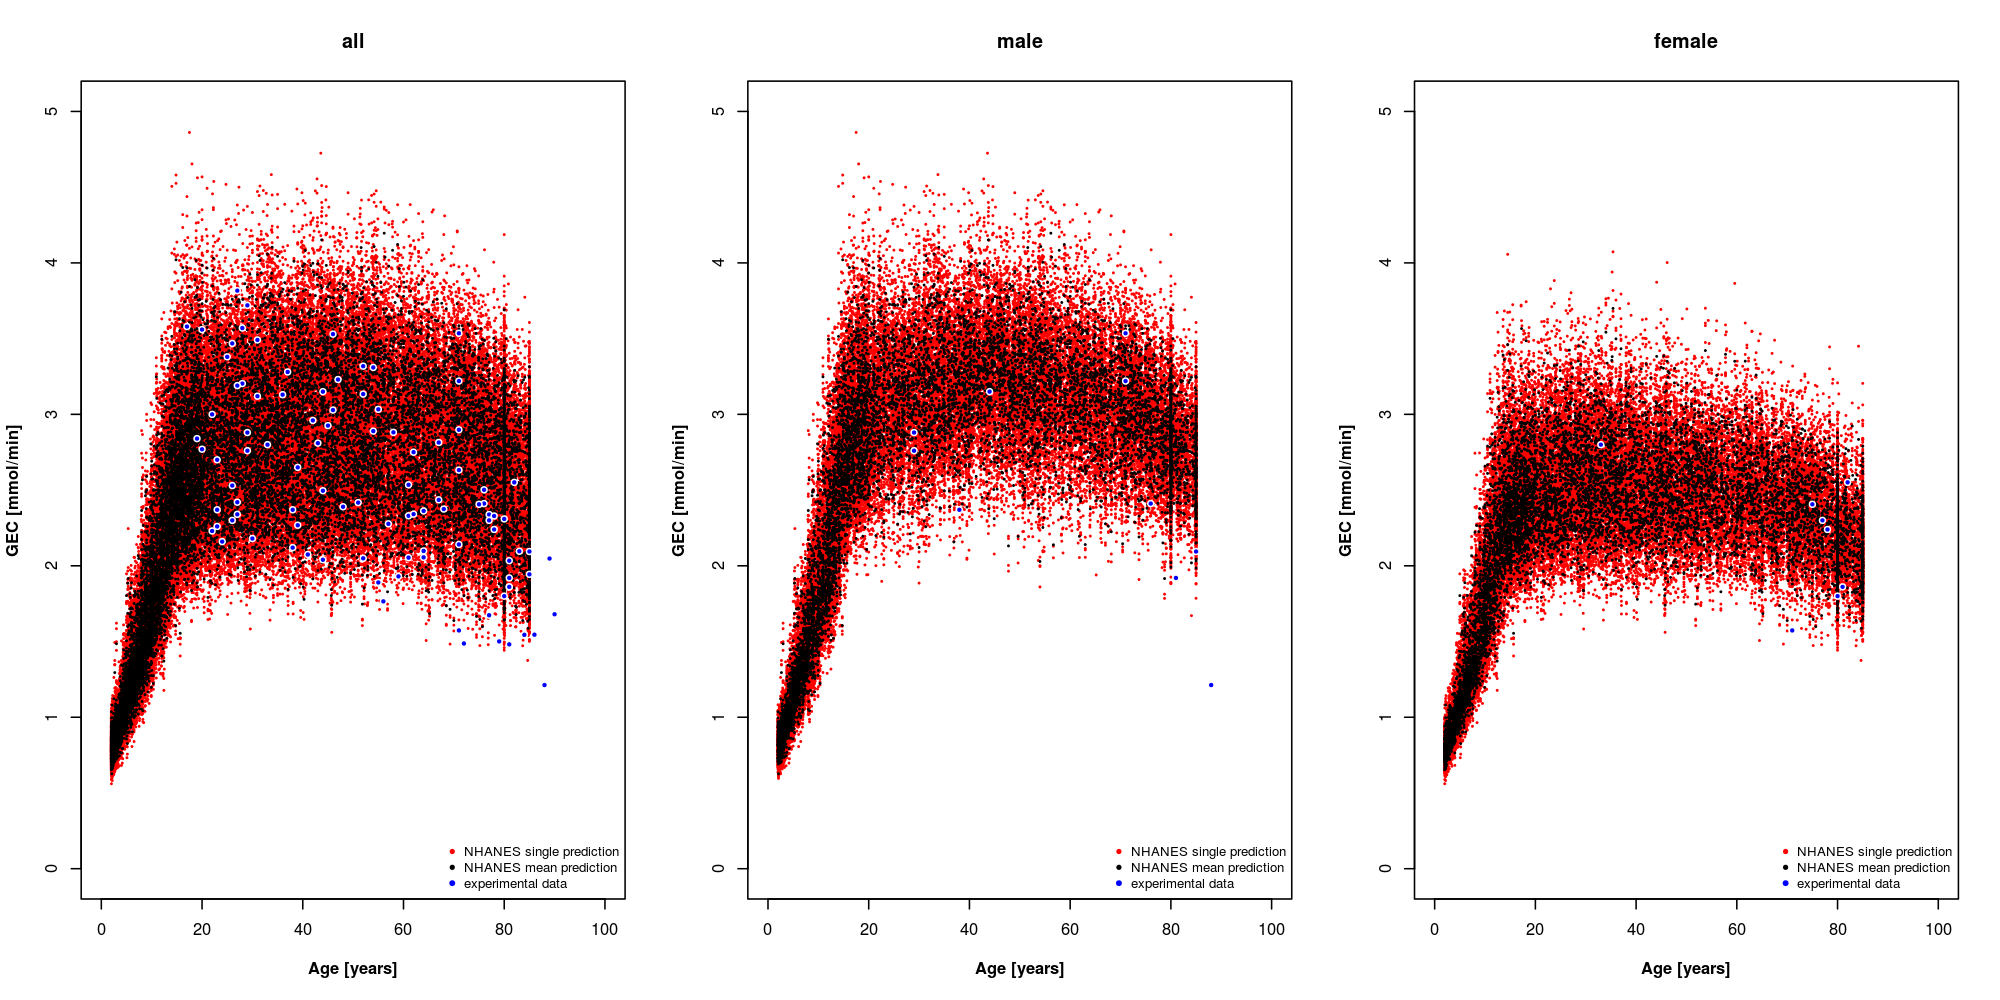 all
GEC [mmol/min]
5
4
3
2
1
0
NHANES single prediction
NHANES mean prediction
experimental data
0 20 40 60 80 100
Age [years]
male
GEC [mmol/min]
5
4
3
2
1
0
NHANES single prediction
NHANES mean prediction
experimental data
0 20 40 60 80 100
Age [years]
female
GEC [mmol/min]
5
4
3
2
1
0
NHANES single prediction
NHANES mean prediction
experimental data
0 20 40 60 80 100
Age [years]